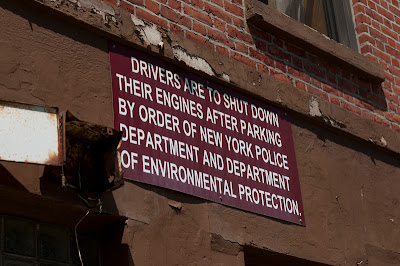 DRIVERS ARE TO SHUT DOWN
THEIR ENGINES AFTER PARKING
BY ORDER OF NEW YORK POLICE
DEPARTMENT AND DEPARTMENT
OF ENVIRONMENTAL PROTECTION.